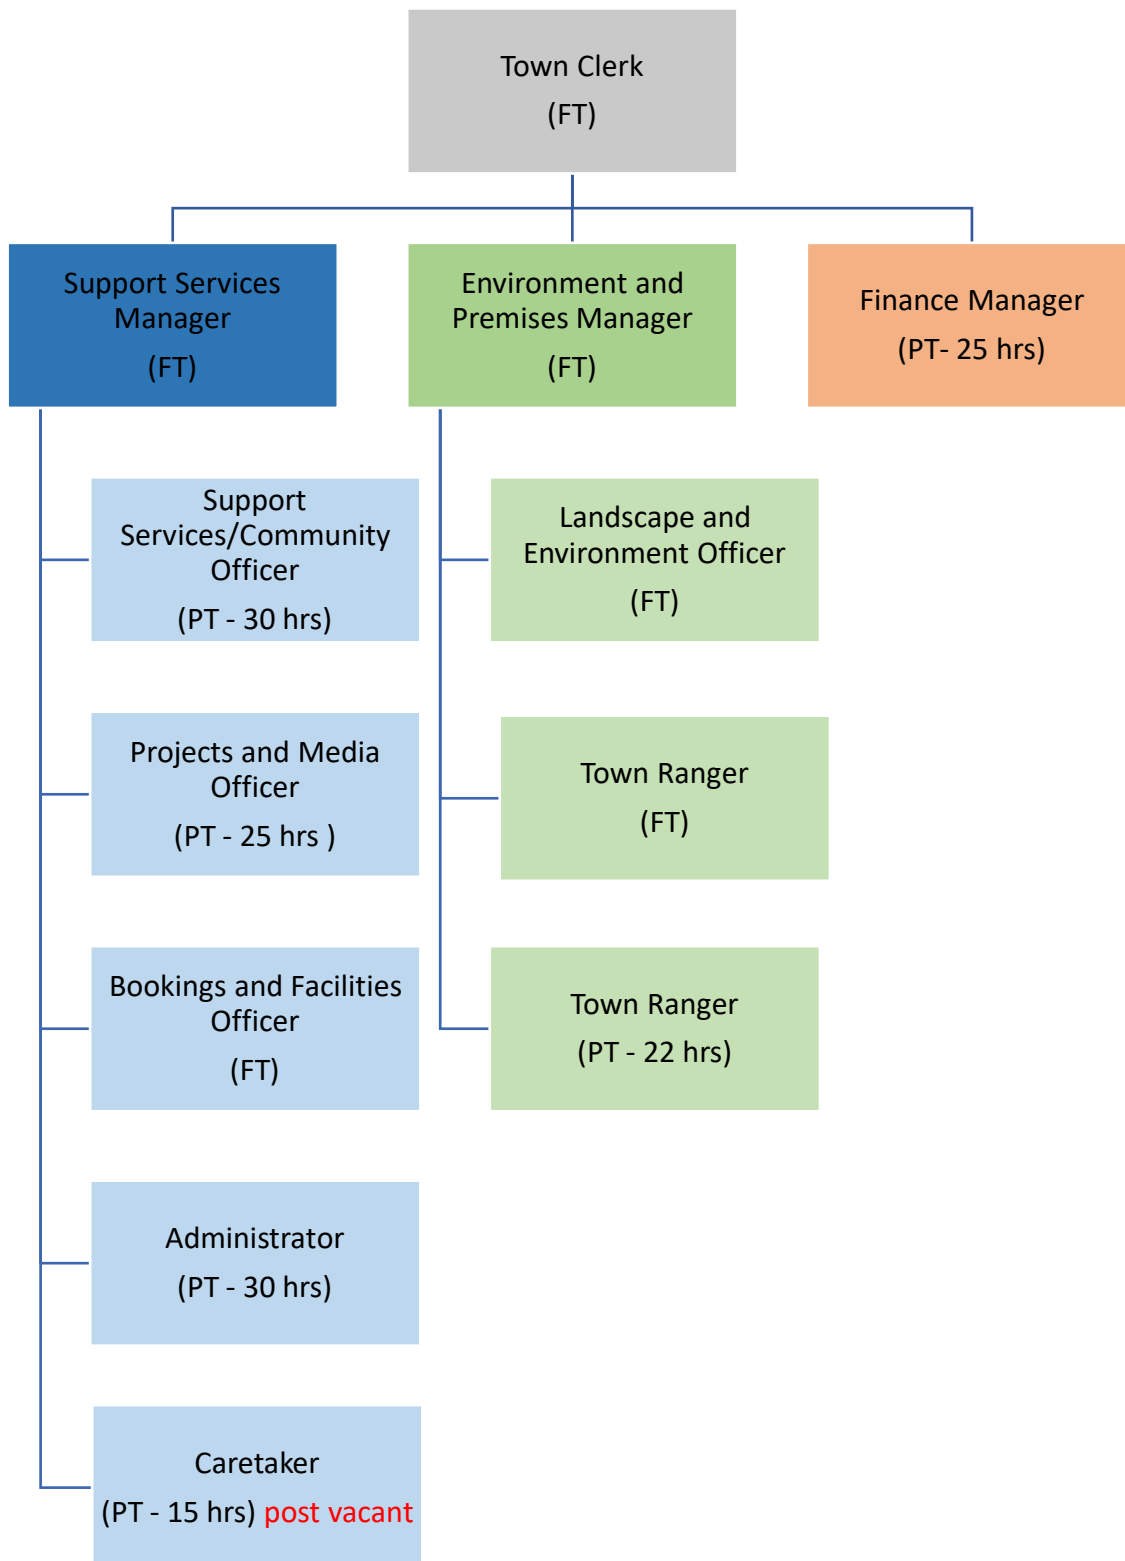 Town Clerk
(FT)
Support Services
Manager
(FT)
Environment and
Premises Manager
(FT)
Finance Manager
(PT- 25 hrs)
Support
Services/Community
Officer
(PT - 30 hrs)
Projects and Media
Officer
(PT - 25 hrs )
Bookings and Facilities
Officer
(FT)
Administrator
(PT - 30 hrs)
Caretaker
(PT - 15 hrs) post vacant
Landscape and
Environment Officer
(FT)
Town Ranger
(FT)
Town Ranger
(PT - 22 hrs)